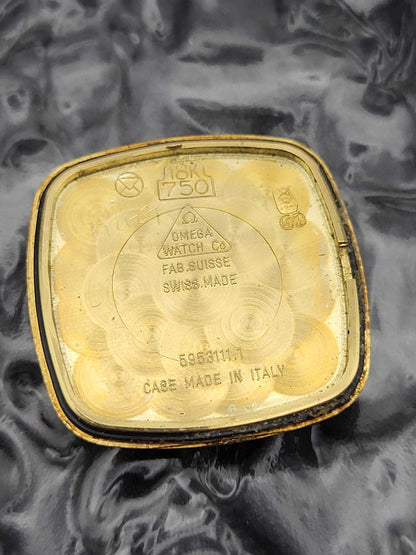 18K
750
Ω
OMEGA
WATCH Co
FAB. SUISSE
SWISS MADE
5953111.1
CASE MADE IN ITALY